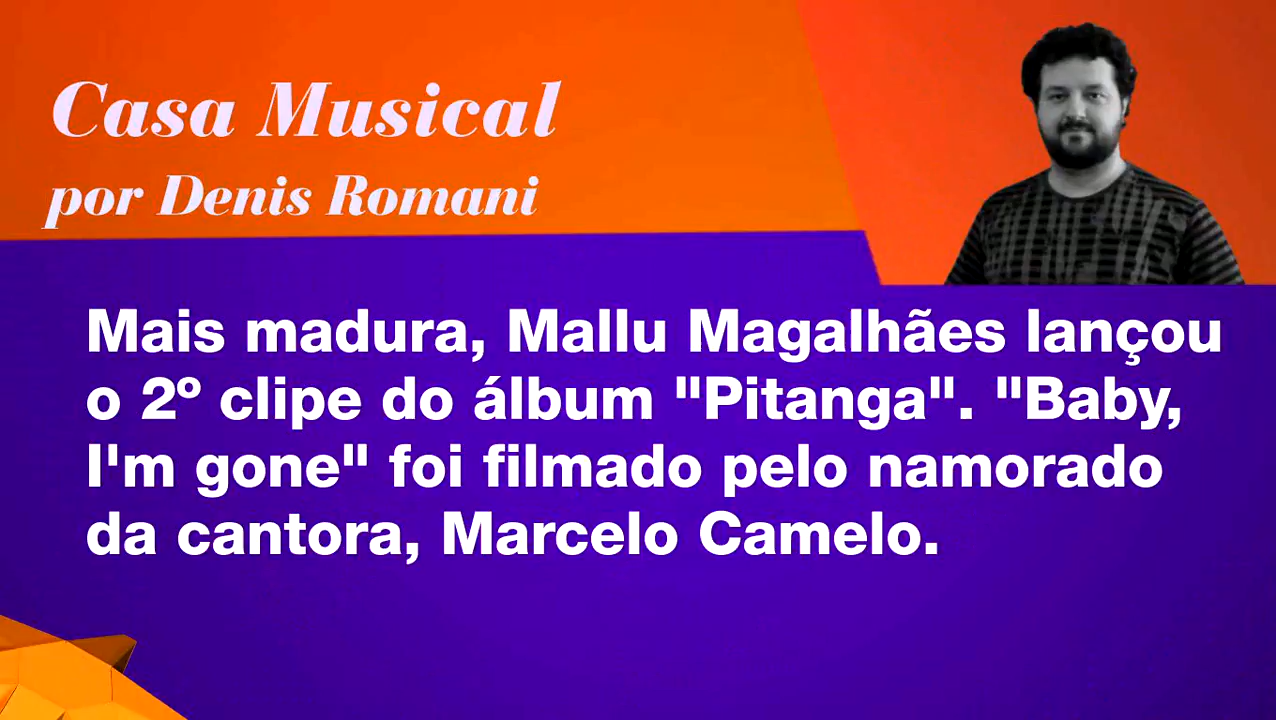 Casa Musical
por Denis Romani
Mais madura, Mallu Magalhães lançou
o 2º clipe do álbum "Pitanga". "Baby,
I'm gone" foi filmado pelo namorado
da cantora, Marcelo Camelo.